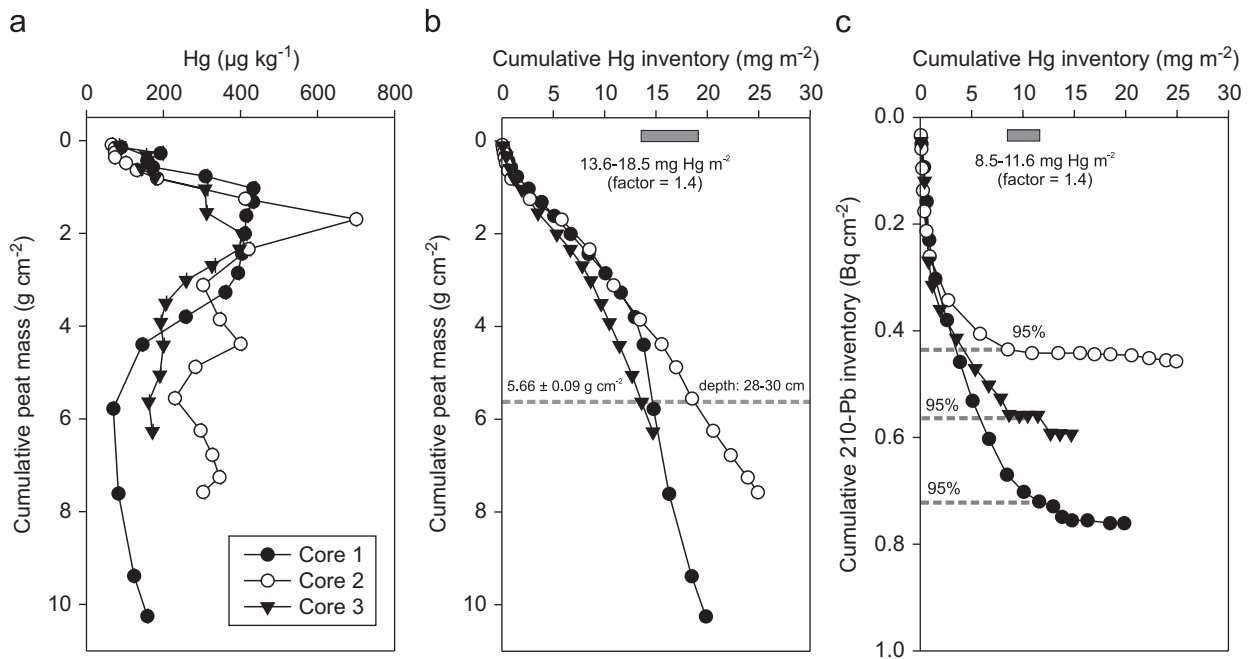 a
Hg (µg kg⁻¹)
0 200 400 600 800
Cumulative peat mass (g cm⁻²)
0
2
4
6
8
10
Core 1
Core 2
Core 3
b
Cumulative Hg inventory (mg m⁻²)
0 5 10 15 20 25 30
Cumulative peat mass (g cm⁻²)
0
2
4
6
8
10
13.6-18.5 mg Hg m⁻²
(factor = 1.4)
5.66 ± 0.09 g cm⁻²
depth: 28-30 cm
c
Cumulative Hg inventory (mg m⁻²)
0 5 10 15 20 25 30
Cumulative 210-Pb inventory (Bq cm⁻²)
0.0
0.2
0.4
0.6
0.8
1.0
8.5-11.6 mg Hg m⁻²
(factor = 1.4)
95%
95%
95%